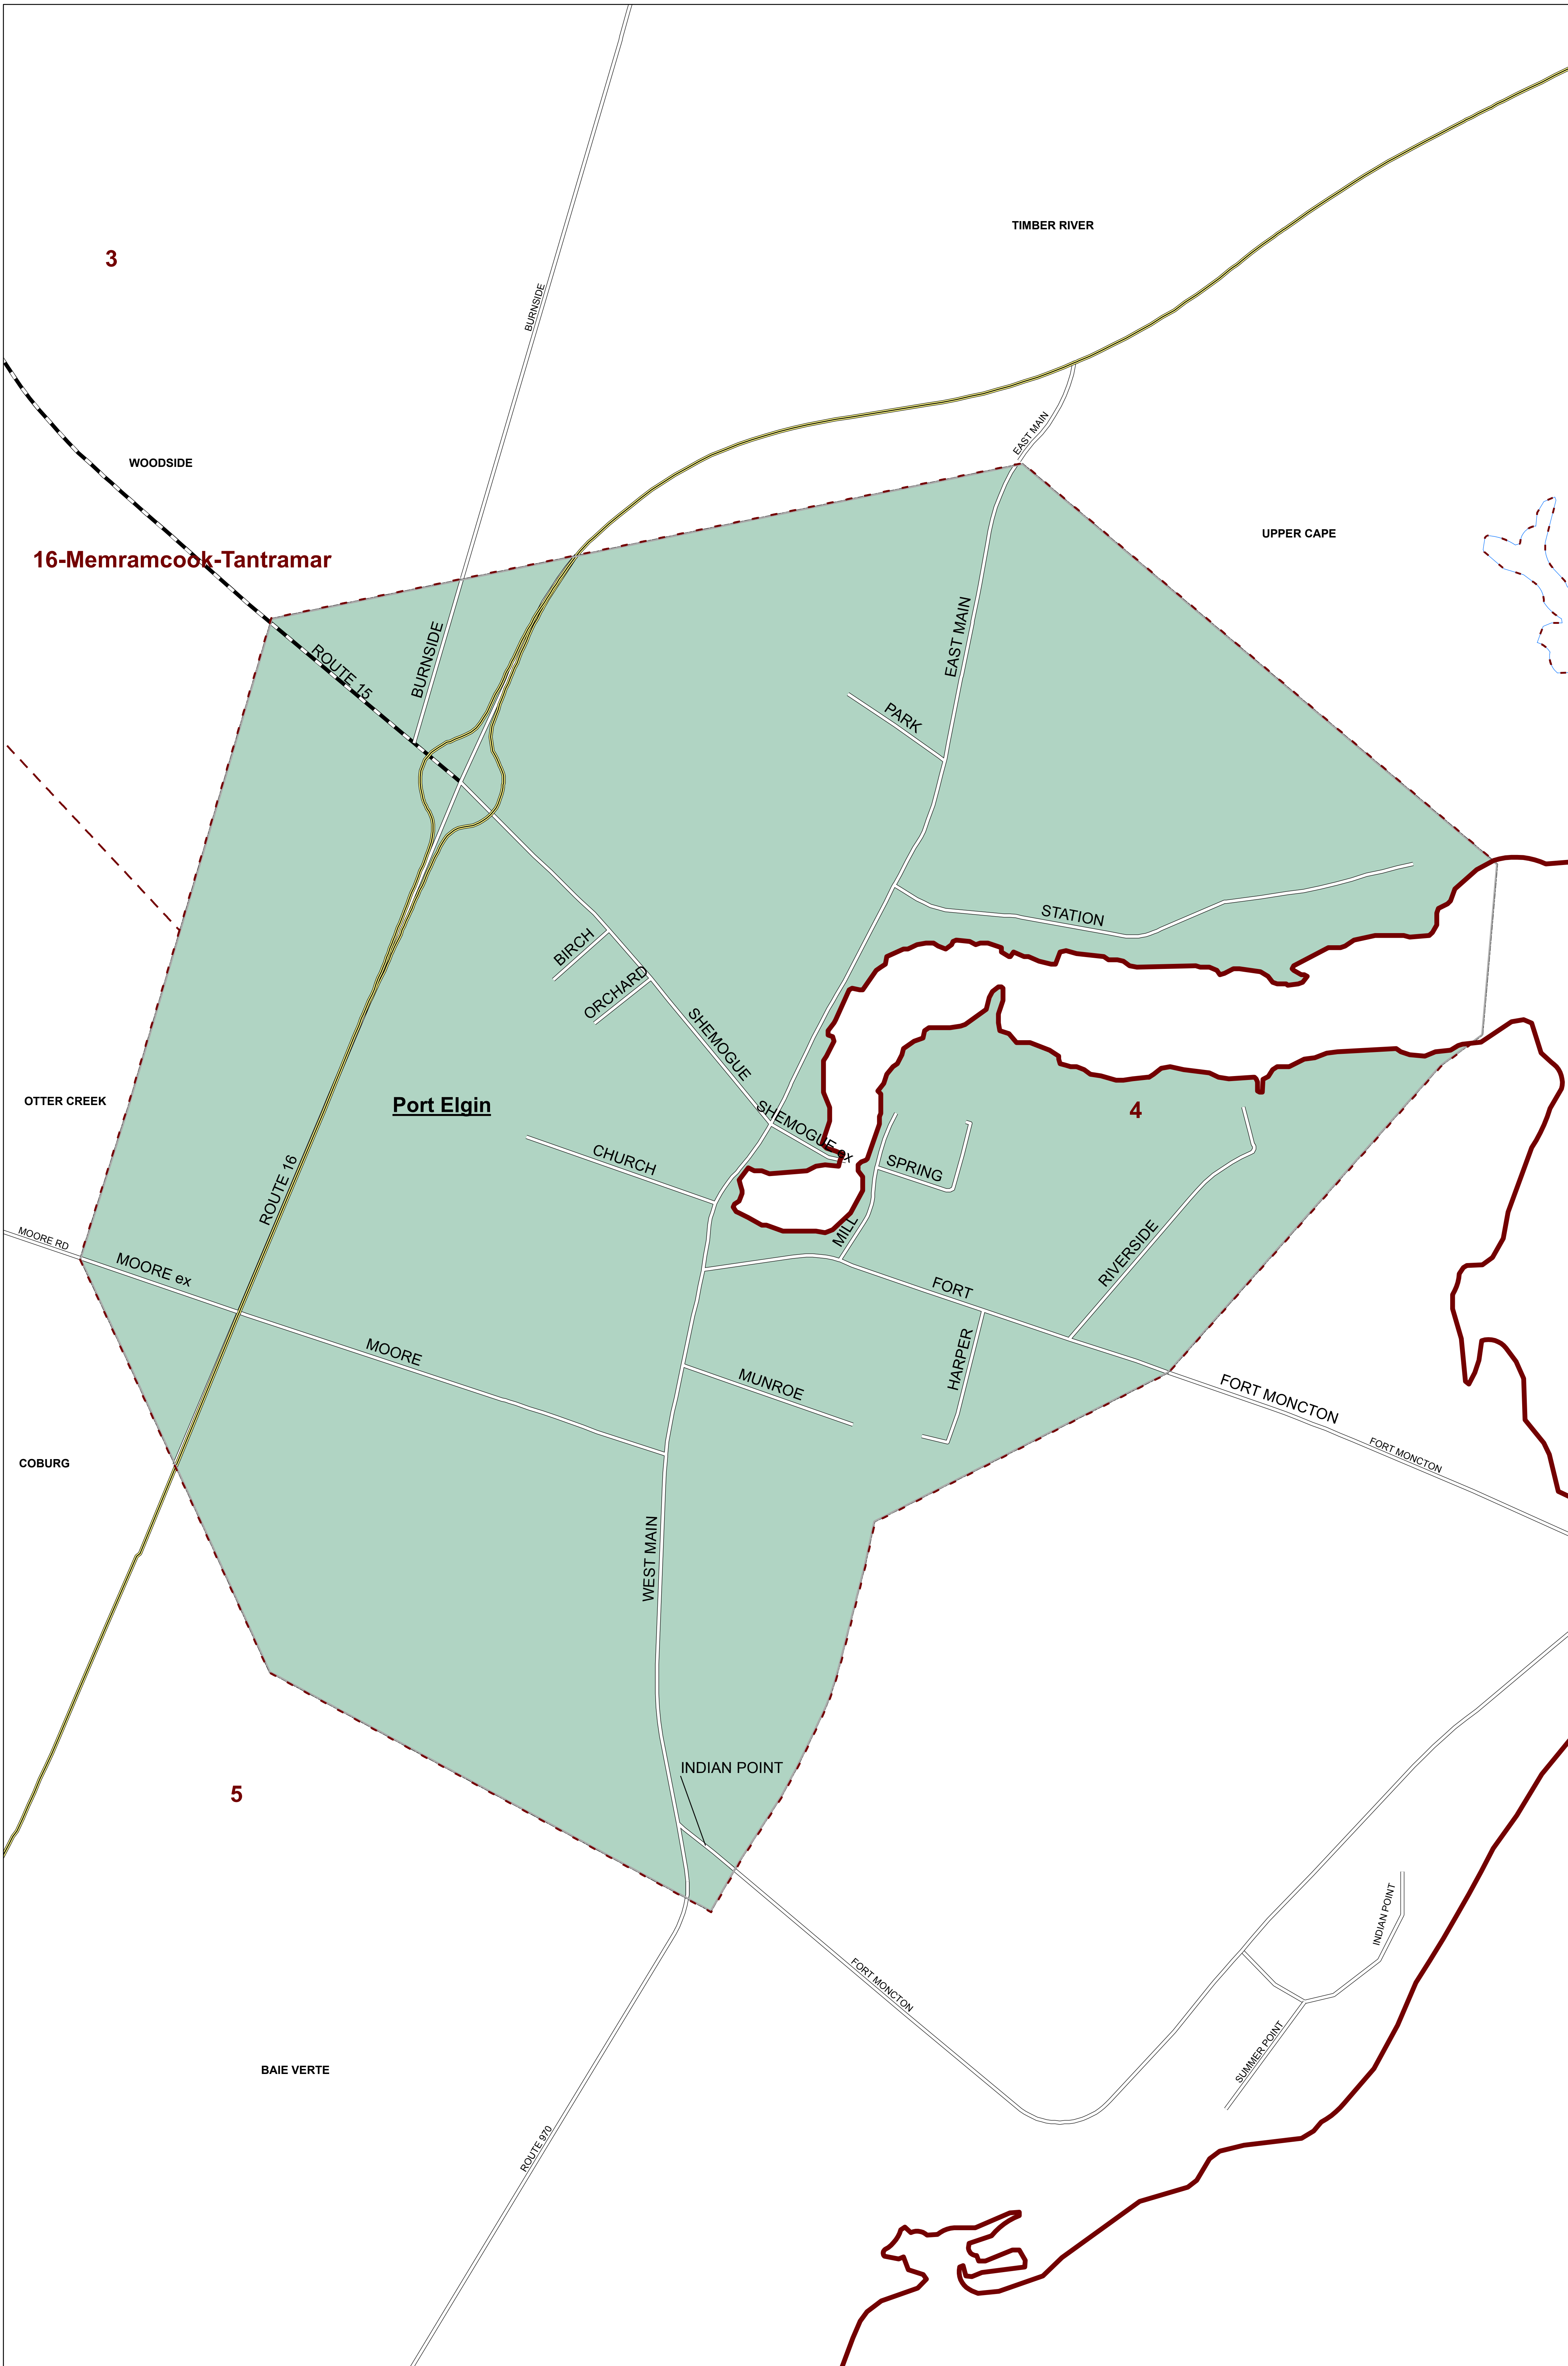 TIMBER RIVER
3
BURNSIDE
EAST MAIN
WOODSIDE
UPPER CAPE
16-Memramcook-Tantramar
ROUTE 15
BURNSIDE
EAST MAIN
PARK
STATION
BIRCH
ORCHARD
SHEMOGUE
OTTER CREEK
Port Elgin
4
SHEMOGUE ex
CHURCH
SPRING
ROUTE 16
MILL
RIVERSIDE
MOORE RD
MOORE ex
FORT
MOORE
HARPER
MUNROE
FORT MONCTON
FORT MONCTON
COBURG
WEST MAIN
INDIAN POINT
5
INDIAN POINT
FORT MONCTON
SUMMER POINT
BAIE VERTE
ROUTE 970